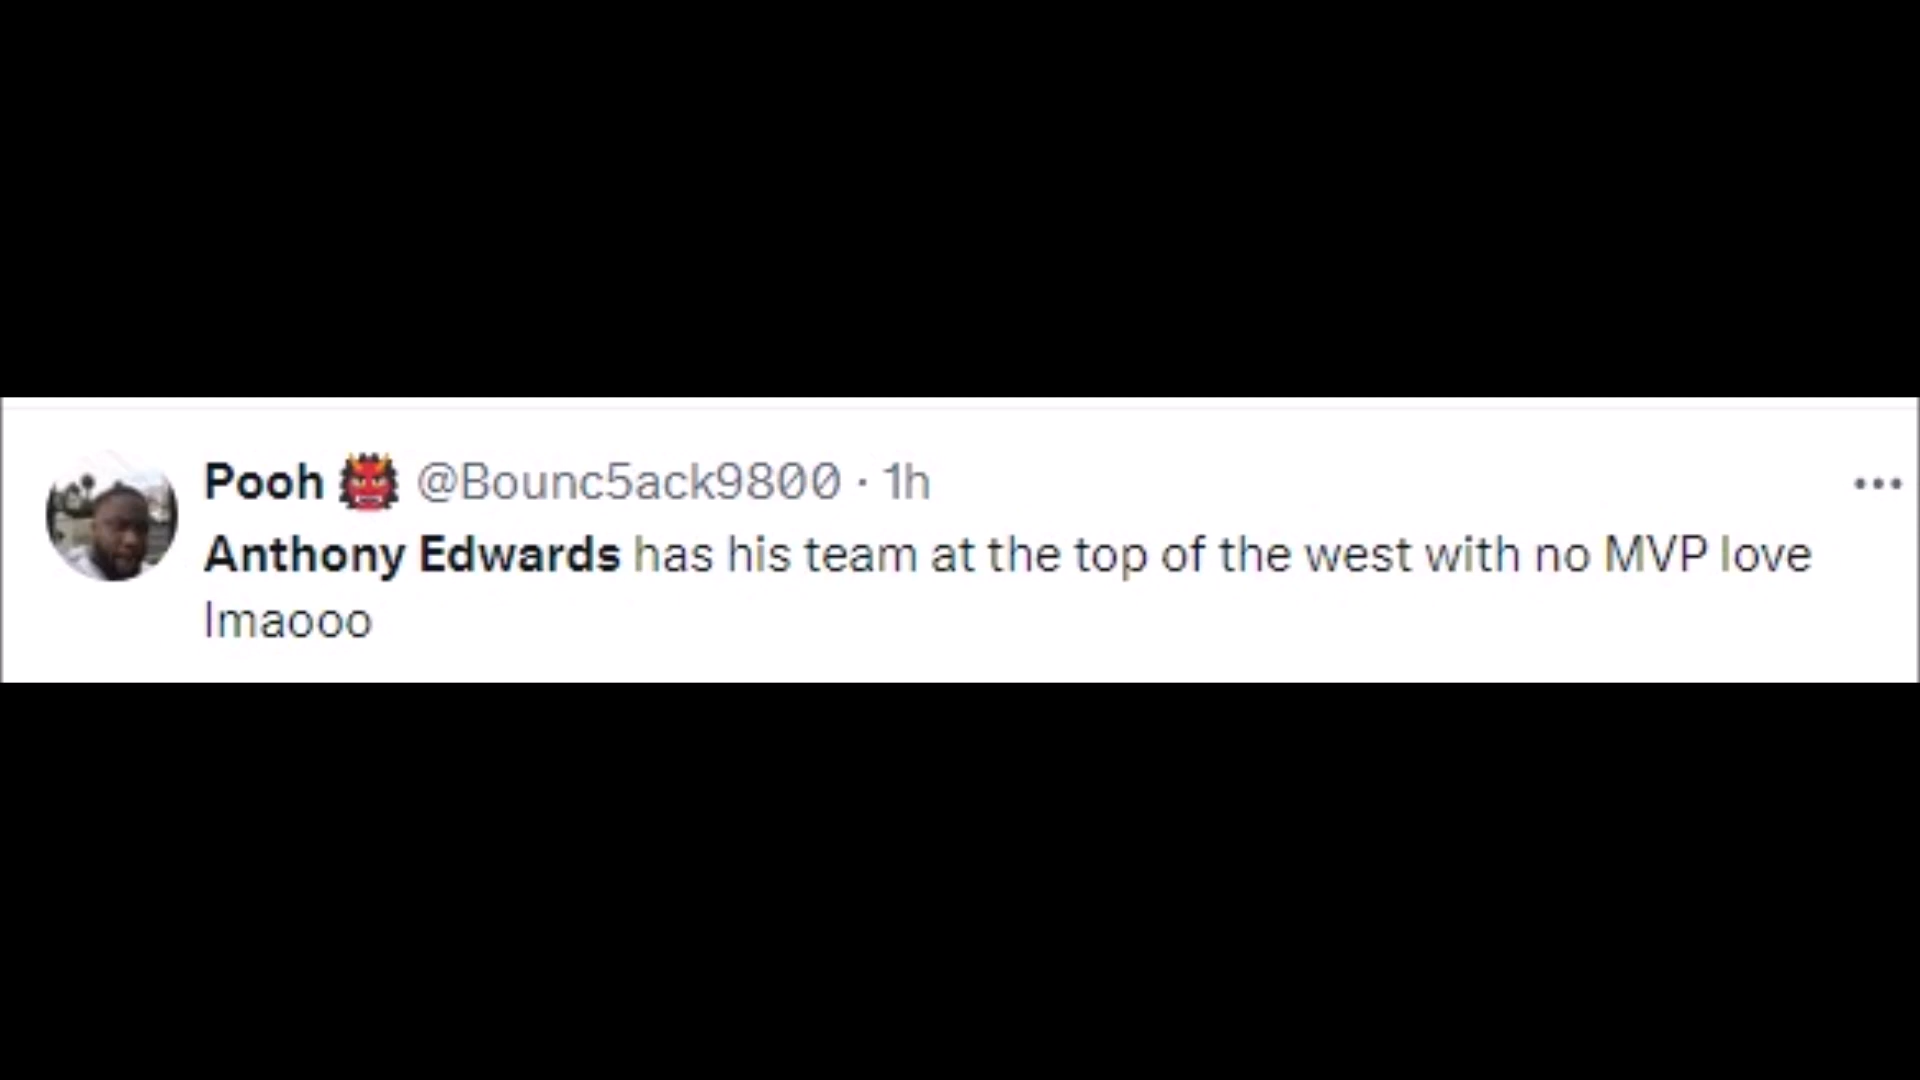 Pooh 👹 @Bounc5ack9800 · 1h
Anthony Edwards has his team at the top of the west with no MVP love
lmaooo